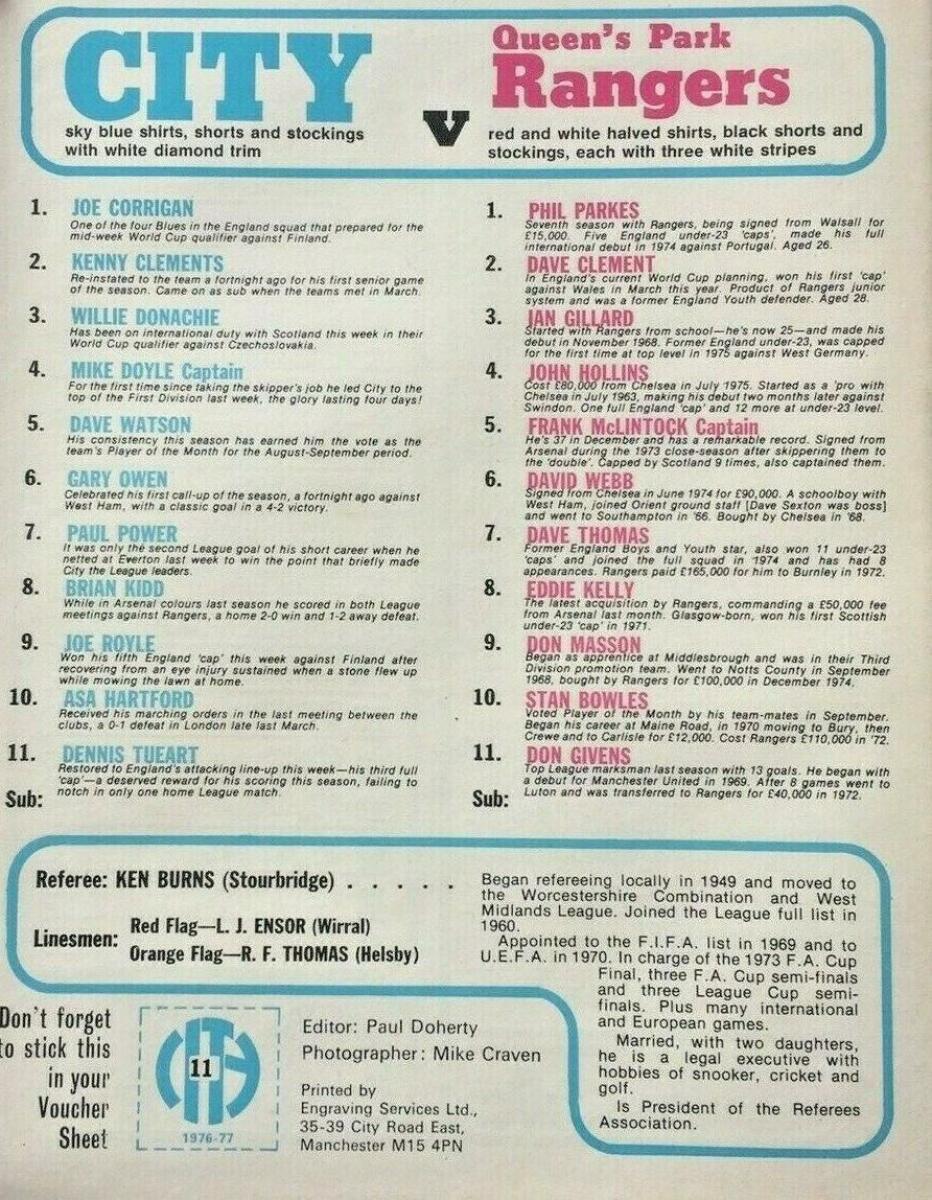 CITY
sky blue shirts, shorts and stockings
with white diamond trim
v
Queen's Park
Rangers
red and white halved shirts, black shorts and
stockings, each with three white stripes
1. JOE CORRIGAN
One of the four Blues in the England squad that prepared for the
mid-week World Cup qualifier against Finland.
2. KENNY CLEMENTS
Re-instated to the team a fortnight ago for his first senior game
of the season. Came on as sub when the teams met in March.
3. WILLIE DONACHIE
Has been on international duty with Scotland this week in their
World Cup qualifier against Czechoslovakia.
4. MIKE DOYLE Captain
For the first time since taking the skipper's job he led City to the
top of the First Division last week, the glory lasting four days!
5. DAVE WATSON
His consistency this season has earned him the vote as the
team's Player of the Month for the August-September period.
6. GARY OWEN
Celebrated his first call-up of the season, a fortnight ago against
West Ham, with a classic goal in a 4-2 victory.
7. PAUL POWER
It was only the second League goal of his short career when he
netted at Everton last week to win the point that briefly made
City the League leaders.
8. BRIAN KIDD
While in Arsenal colours last season he scored in both League
meetings against Rangers, a home 2-0 win and 1-2 away defeat.
9. JOE ROYLE
Won his fifth England 'cap' this week against Finland after
recovering from an eye injury sustained when a stone flew up
while mowing the lawn at home.
10. ASA HARTFORD
Received his marching orders in the last meeting between the
clubs, a 0-1 defeat in London late last March.
11. DENNIS TUEART
Restored to England's attacking line-up this week—his third full
'cap'—a deserved reward for his scoring this season, failing to
notch in only one home League match.
Sub:
1. PHIL PARKES
Seventh season with Rangers, being signed from Walsall for
£15,000. Five England under-23 'caps', made his full
international debut in 1974 against Portugal. Aged 26.
2. DAVE CLEMENT
In England's current World Cup planning, won his first 'cap'
against Wales in March this year. Product of Rangers junior
system and was a former England Youth defender. Aged 28.
3. IAN GILLARD
Started with Rangers from school—he's now 25—and made his
debut in November 1968. Former England under-23, was capped
for the first time at top level in 1975 against West Germany.
4. JOHN HOLLINS
Cost £80,000 from Chelsea in July 1975. Started as a 'pro with
Chelsea in July 1963, making his debut two months later against
Swindon. One full England 'cap' and 12 more at under-23 level.
5. FRANK McLINTOCK Captain
He's 37 in December and has a remarkable record. Signed from
Arsenal during the 1973 close-season after skippering them to
the 'double'. Capped by Scotland 9 times, also captained them.
6. DAVID WEBB
Signed from Chelsea in June 1974 for £90,000. A schoolboy with
West Ham, joined Orient ground staff [Dave Sexton was boss]
and went to Southampton in '66. Bought by Chelsea in '68.
7. DAVE THOMAS
Former England Boys and Youth star, also won 11 under-23
'caps' and joined the full squad in 1974 and has had 8
appearances. Rangers paid £165,000 for him to Burnley in 1972.
8. EDDIE KELLY
The latest acquisition by Rangers, commanding a £50,000 fee
from Arsenal last month. Glasgow-born, won his first Scottish
under-23 'cap' in 1971.
9. DON MASSON
Began as apprentice at Middlesbrough and was in their Third
Division promotion team. Went to Notts County in September
1968, bought by Rangers for £100,000 in December 1974.
10. STAN BOWLES
Voted Player of the Month by his team-mates in September.
Began his career at Maine Road, in 1970 moving to Bury, then
Crewe and to Carlisle for £12,000. Cost Rangers £110,000 in '72.
11. DON GIVENS
Top League marksman last season with 13 goals. He began with
a debut for Manchester United in 1969. After 8 games went to
Luton and was transferred to Rangers for £40,000 in 1972.
Sub:
Referee: KEN BURNS (Stourbridge) . . . . .
Linesmen: Red Flag—L. J. ENSOR (Wirral)
Orange Flag—R. F. THOMAS (Helsby)
Began refereeing locally in 1949 and moved to
the Worcestershire Combination and West
Midlands League. Joined the League full list in
1960.
Appointed to the F.I.F.A. list in 1969 and to
U.E.F.A. in 1970. In charge of the 1973 F.A. Cup
Final, three F.A. Cup semi-finals
and three League Cup semi-
finals. Plus many international
and European games.
Married, with two daughters,
he is a legal executive with
hobbies of snooker, cricket and
golf.
Is President of the Referees
Association.
Don't forget
to stick this
in your
Voucher
Sheet
CITY
11
1976-77
Editor: Paul Doherty
Photographer: Mike Craven
Printed by
Engraving Services Ltd.,
35-39 City Road East,
Manchester M15 4PN